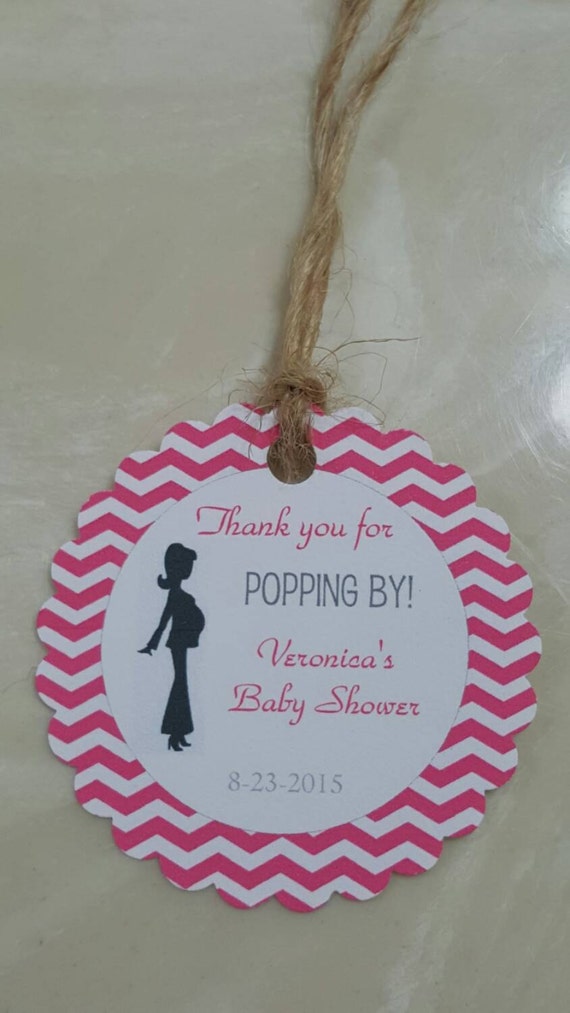 Thank you for
POPPING BY!
Veronica's
Baby Shower
8-23-2015